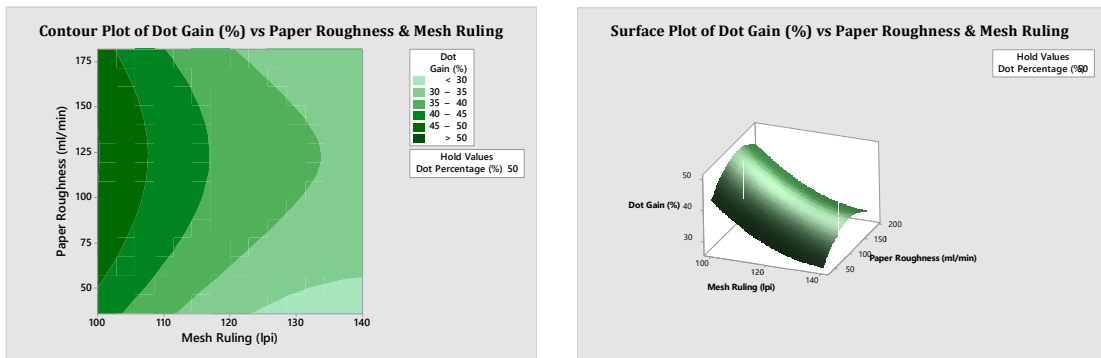 Contour Plot of Dot Gain (%) vs Paper Roughness & Mesh Ruling
Paper Roughness (ml/min)
175
150
125
100
75
50
100 110 120 130 140
Mesh Ruling (lpi)
Dot
Gain (%)
< 30
30 – 35
35 – 40
40 – 45
45 – 50
> 50
Hold Values
Dot Percentage (%) 50
Surface Plot of Dot Gain (%) vs Paper Roughness & Mesh Ruling
Hold Values
Dot Percentage (%) 50
50
Dot Gain (%) 40
30
100
120
140
Mesh Ruling (lpi)
200
150
100
50
Paper Roughness (ml/min)